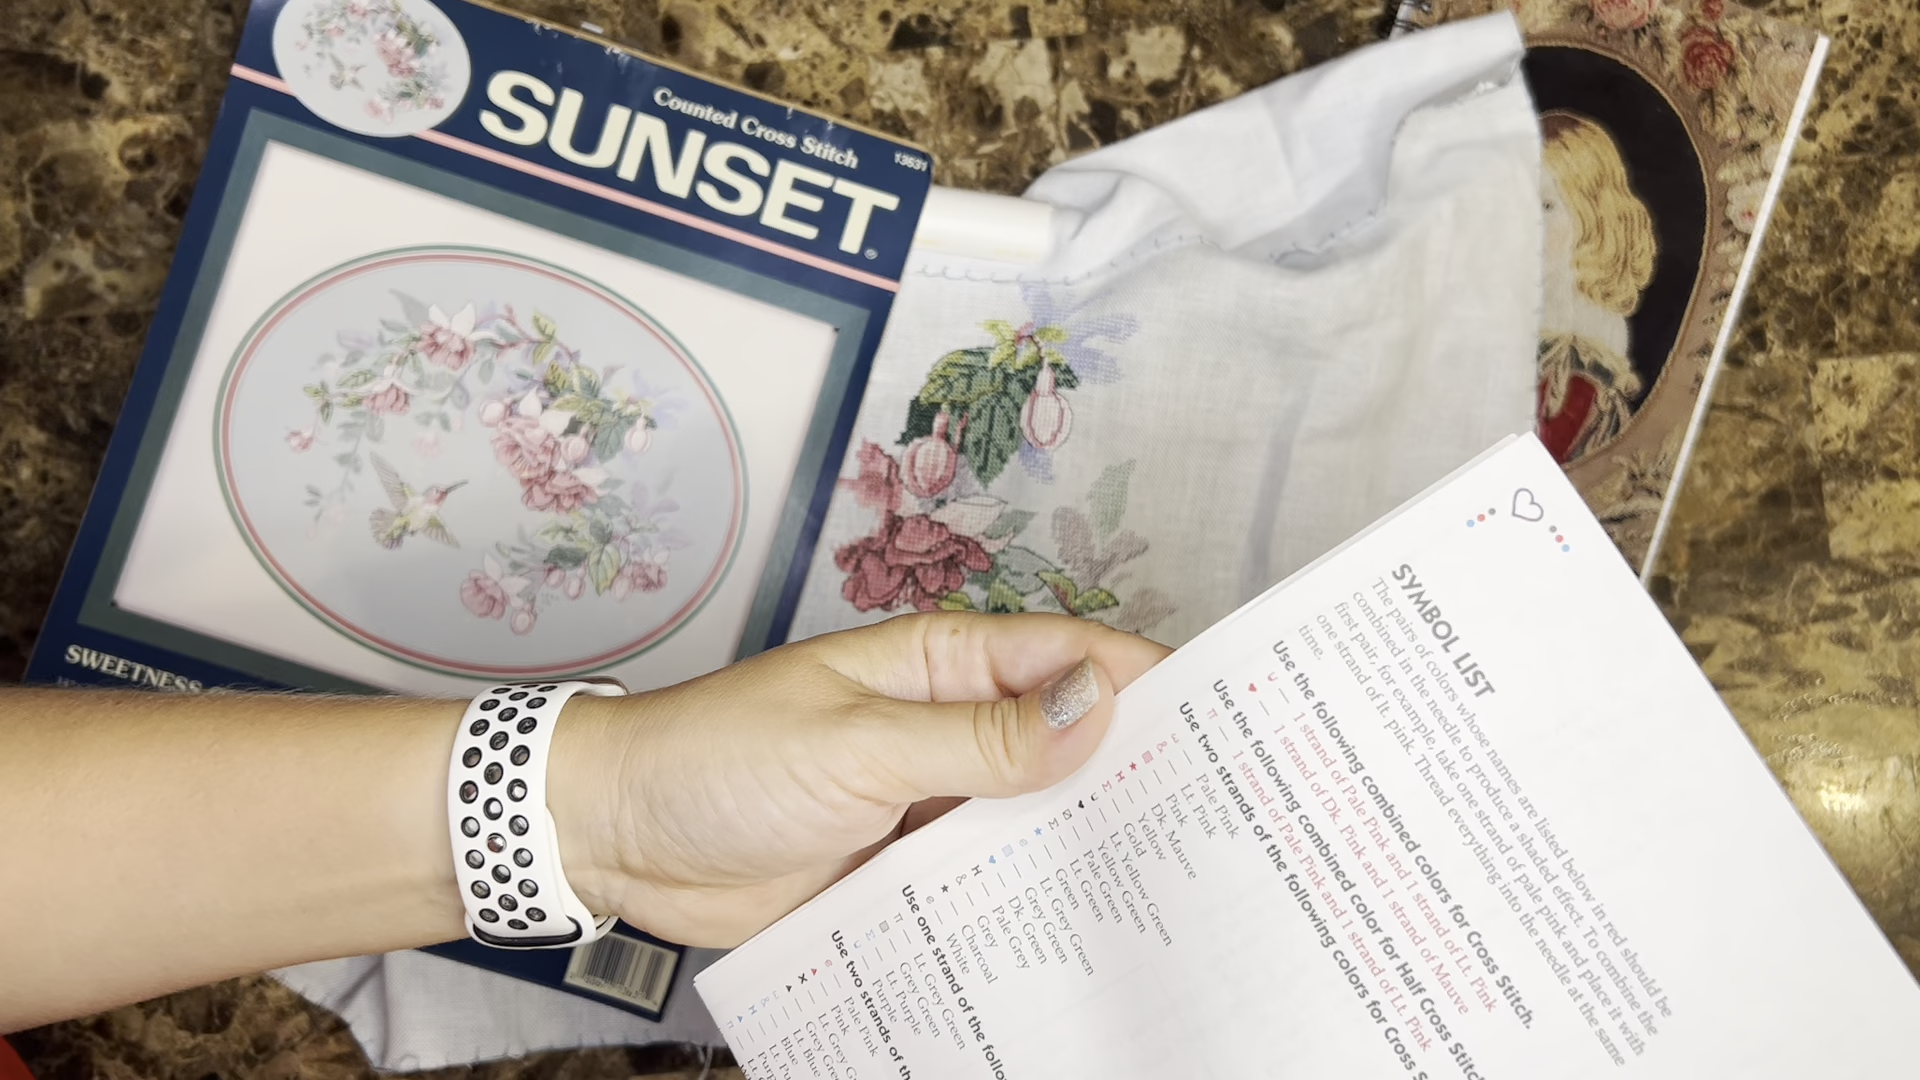 Counted Cross Stitch
13531
SUNSET®
SWEETNESS
SYMBOL LIST
The pairs of colors whose names are listed below in red should be
combined in the needle to produce a shaded effect. To combine the
first pair, for example, take one strand of pale pink and place it with
one strand of lt. pink. Thread everything into the needle at the same
time.
Use the following combined colors for Cross Stitch.
1 strand of Pale Pink and 1 strand of Lt. Pink
1 strand of Dk. Pink and 1 strand of Mauve
Use the following combined color for Half Cross Stitch
1 strand of Pale Pink and 1 strand of Lt. Pink
Use two strands of the following colors for Cross S
Pale Pink
Lt. Pink
Pink
Dk. Mauve
Yellow
Gold
Lt. Yellow Green
Yellow Green
Pale Green
Lt. Green
Green
Lt. Grey Green
Grey Green
Dk. Green
Pale Grey
Grey
Charcoal
White
Use one strand of the follo
Lt. Grey Green
Grey Green
Lt. Purple
Purple
Use two strands of th
Pale Pink
Pink
Lt. Grey G
Grey Gre
Lt. Blue
Blue
Lt. Pu
Purp